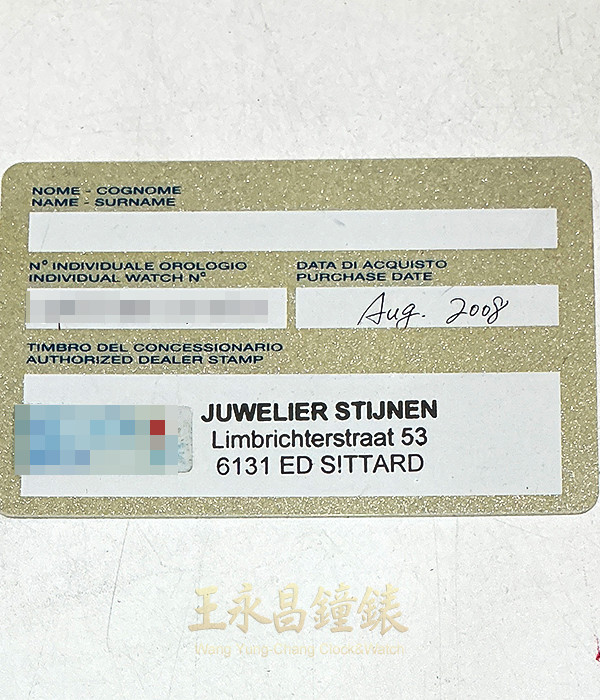 NOME - COGNOME
NAME - SURNAME
N° INDIVIDUALE OROLOGIO
INDIVIDUAL WATCH N°
DATA DI ACQUISTO
PURCHASE DATE
Aug. 2008
TIMBRO DEL CONCESSIONARIO
AUTHORIZED DEALER STAMP
JUWELIER STIJNEN
Limbrichterstraat 53
6131 ED S!TTARD
王永昌鐘錶
Wang Yung Chang Clock&Watch